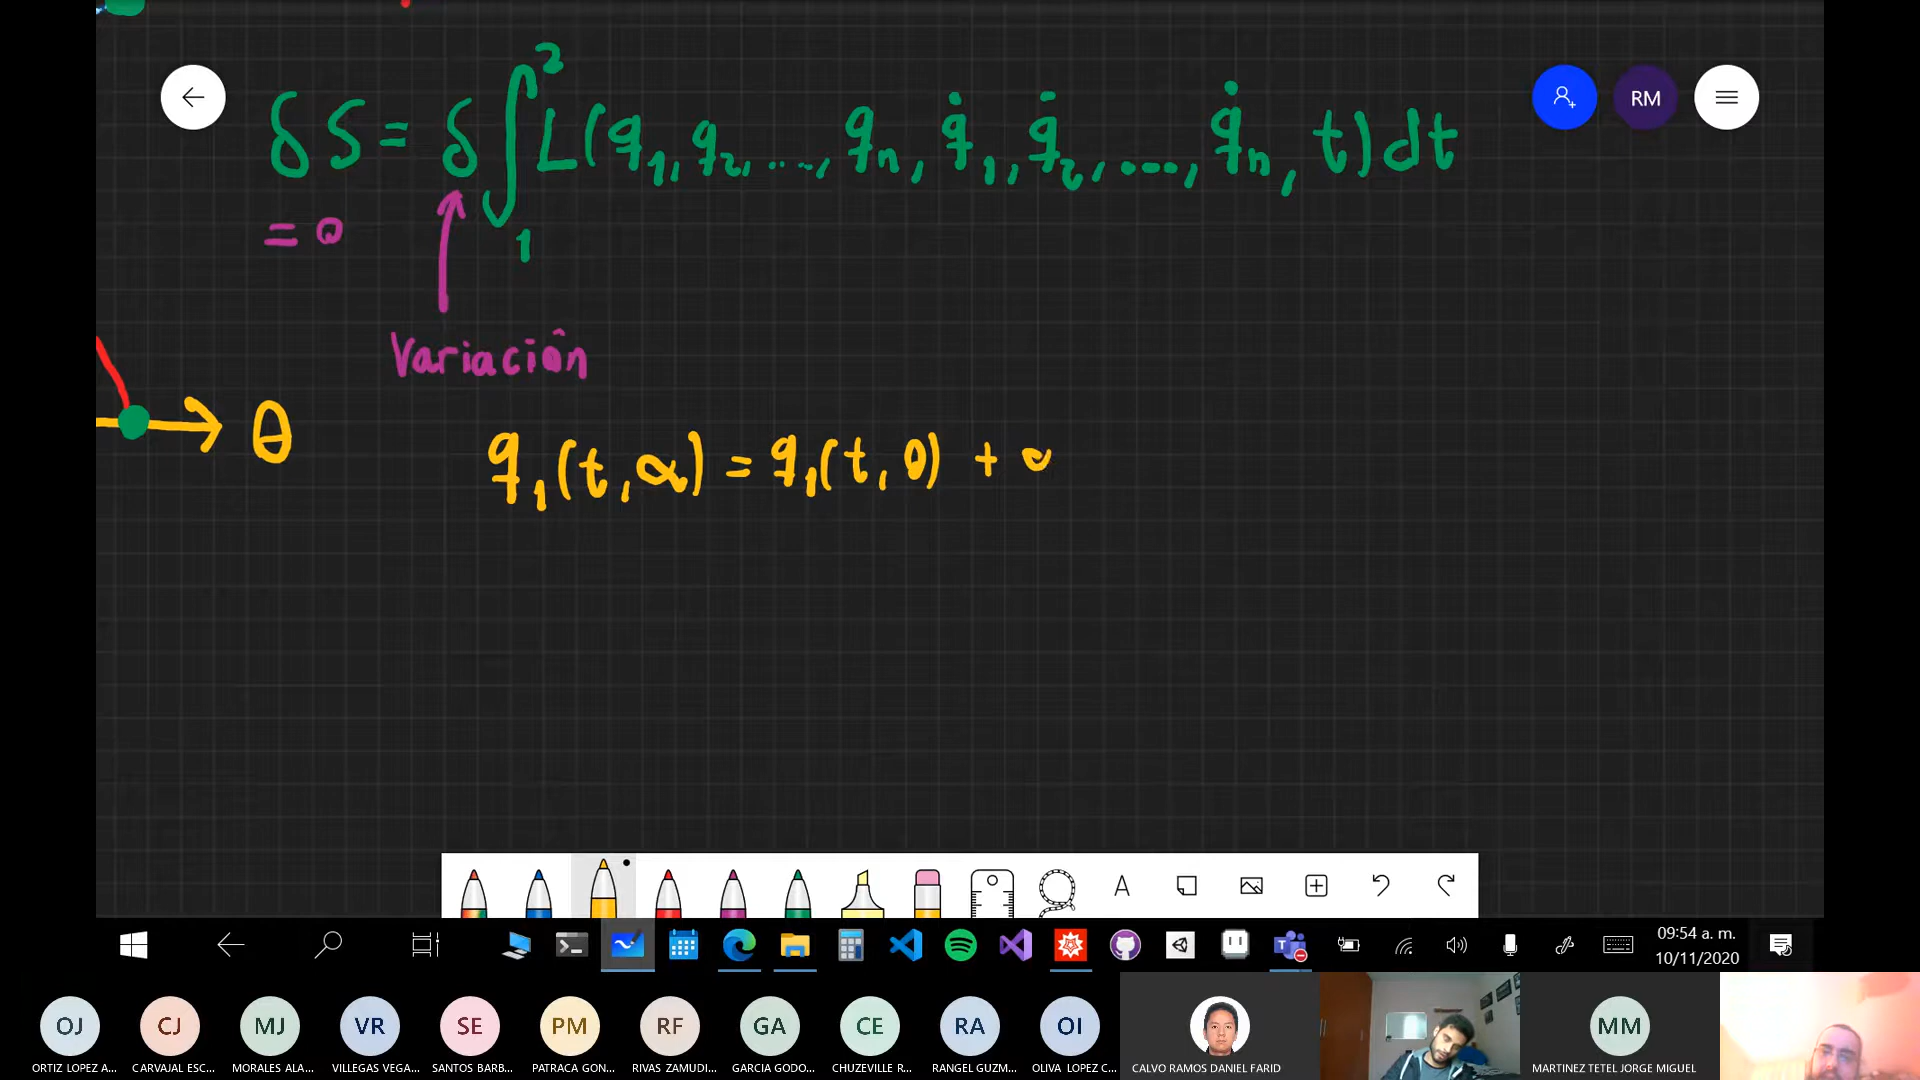 δS = δ∫₁² L(q₁, q₂, ..., qₙ, q̇₁, q̇₂, ..., q̇ₙ, t)dt
= 0
Variación
θ
q₁(t, α) = q₁(t, 0) +
RM
A
09:54 a. m.
10/11/2020
OJ CJ MJ VR SE PM RF GA CE RA OI MM
ORTIZ LOPEZ A... CARVAJAL ESC... MORALES ALA... VILLEGAS VEGA... SANTOS BARB... PATRACA GON... RIVAS ZAMUDI... GARCIA GODO... CHUZEVILLE R... RANGEL GUZM... OLIVA LOPEZ C... CALVO RAMOS DANIEL FARID MARTINEZ TETEL JORGE MIGUEL